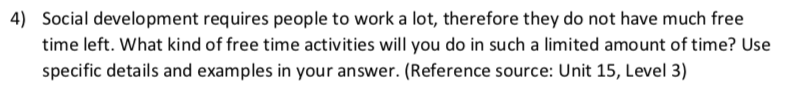 4) Social development requires people to work a lot, therefore they do not have much free
time left. What kind of free time activities will you do in such a limited amount of time? Use
specific details and examples in your answer. (Reference source: Unit 15, Level 3)